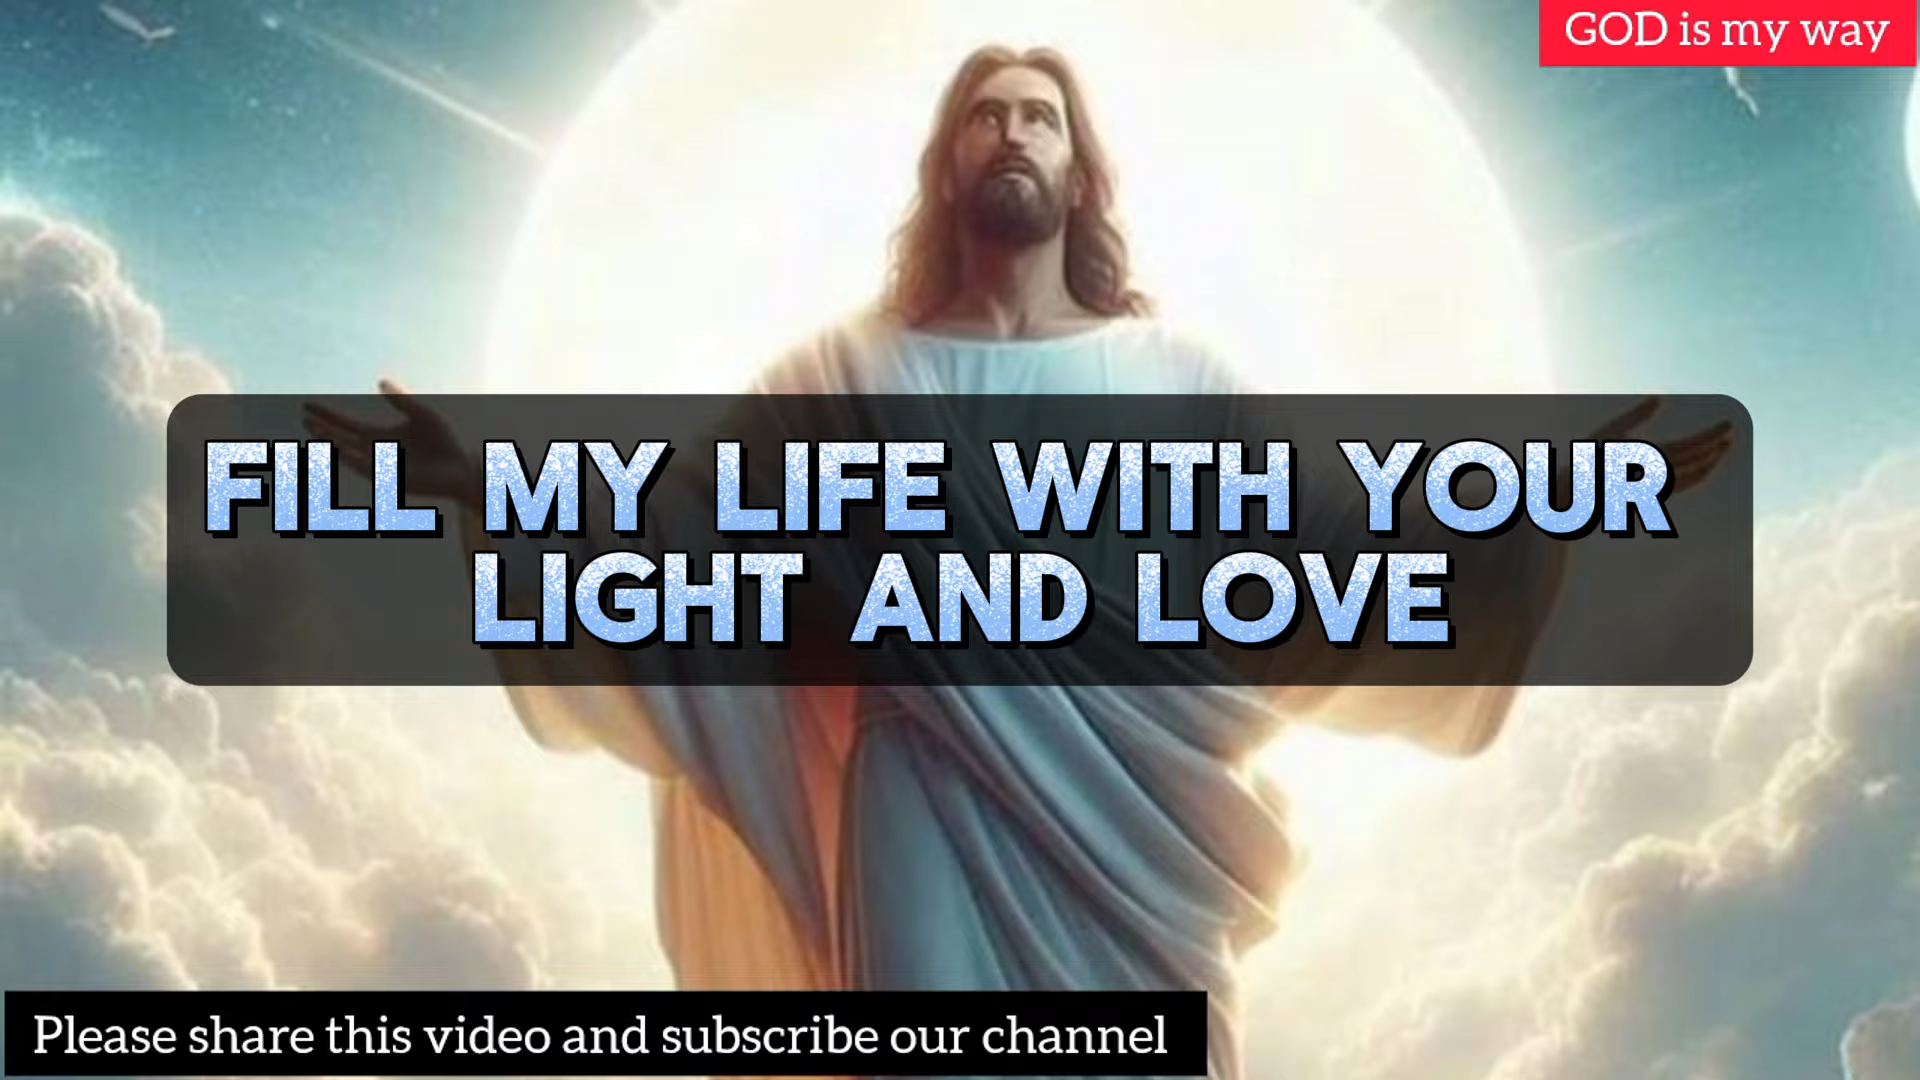 GOD is my way
FILL MY LIFE WITH YOUR
LIGHT AND LOVE
Please share this video and subscribe our channel